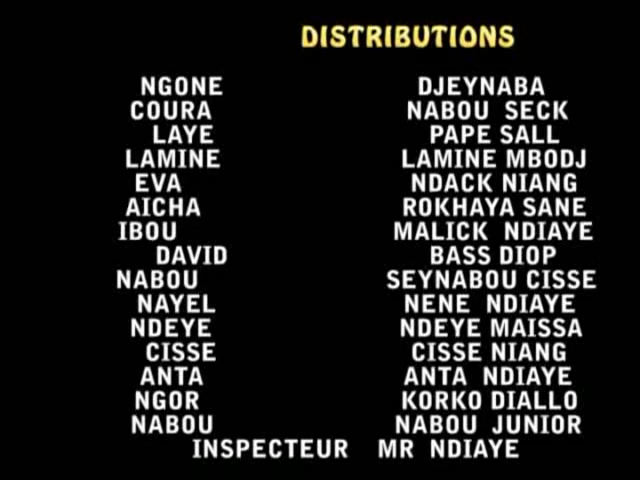 DISTRIBUTIONS
NGONE DJEYNABA
COURA NABOU SECK
LAYE PAPE SALL
LAMINE LAMINE MBODJ
EVA NDACK NIANG
AICHA ROKHAYA SANE
IBOU MALICK NDIAYE
DAVID BASS DIOP
NABOU SEYNABOU CISSE
NAYEL NENE NDIAYE
NDEYE NDEYE MAISSA
CISSE CISSE NIANG
ANTA ANTA NDIAYE
NGOR KORKO DIALLO
NABOU NABOU JUNIOR
INSPECTEUR MR NDIAYE